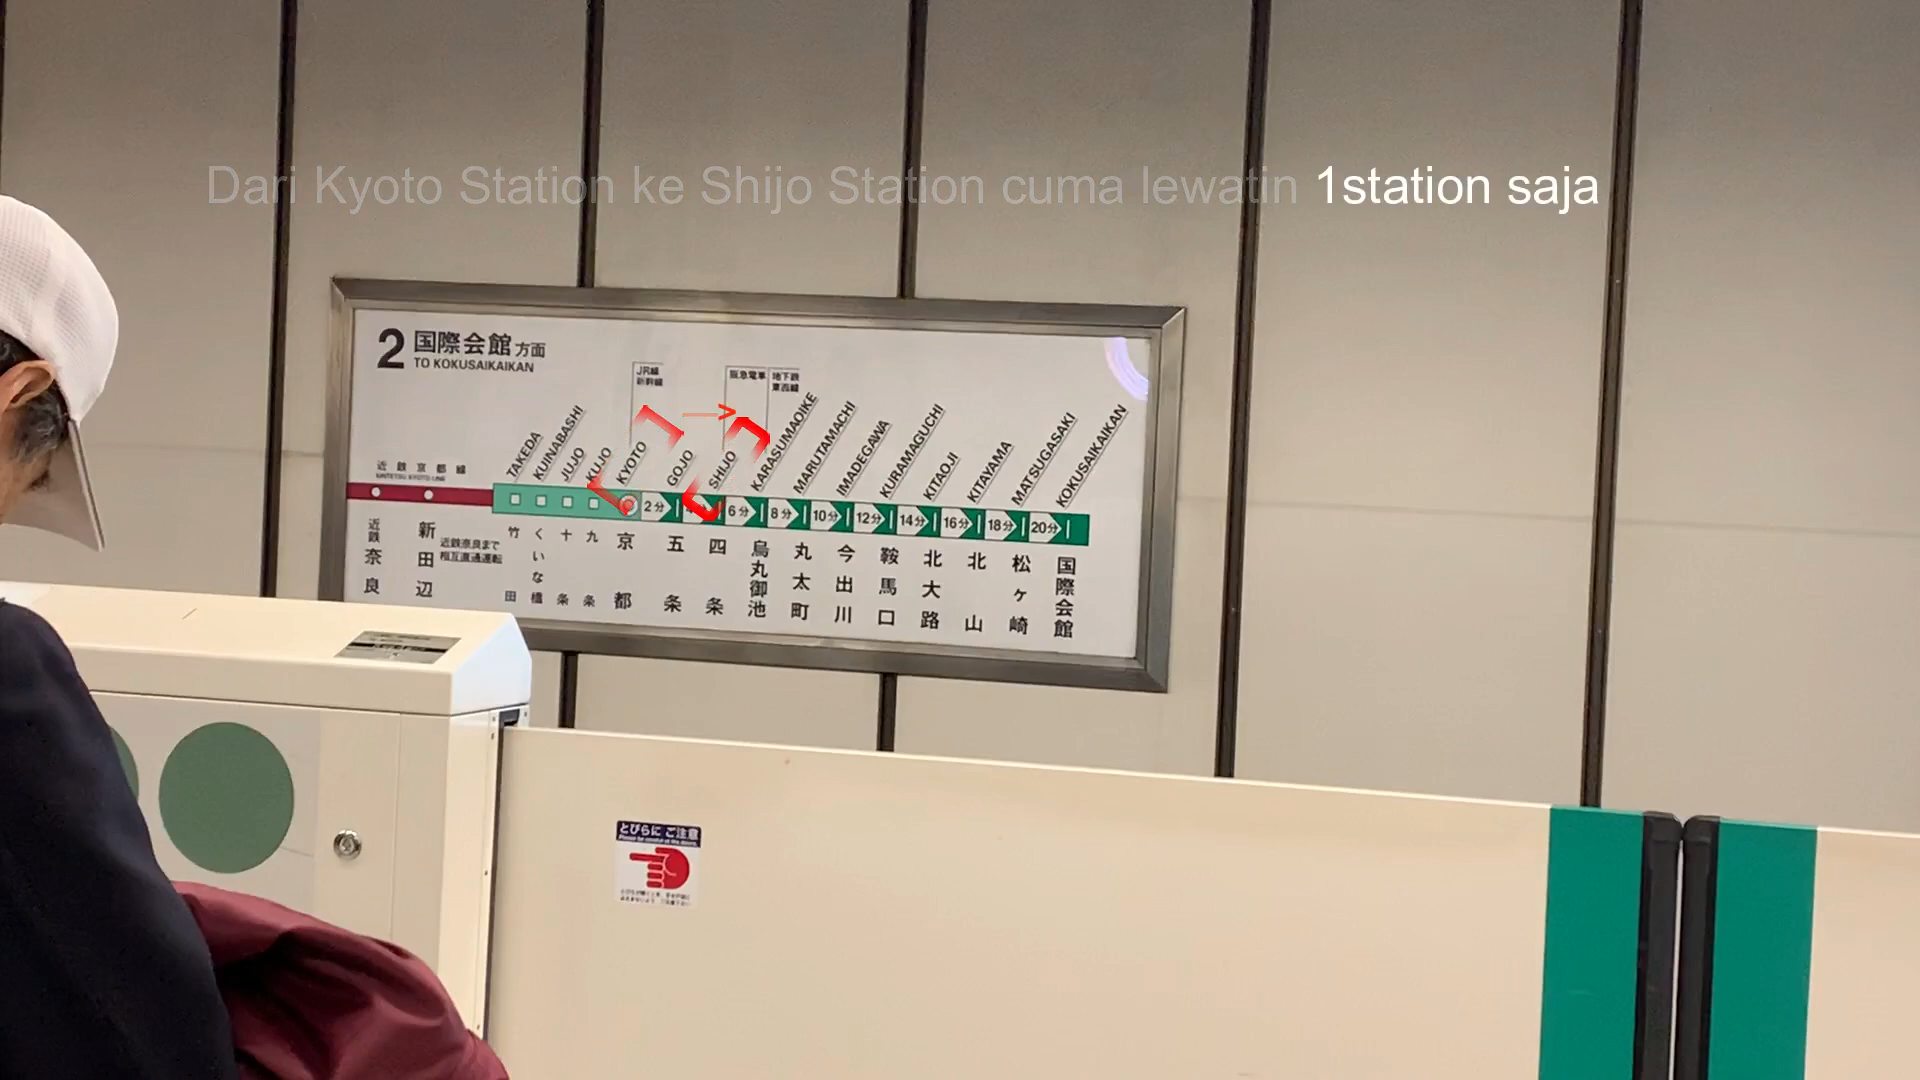 Dari Kyoto Station ke Shijo Station cuma lewatin 1station saja
2 国際会館 方面
TO KOKUSAIKAIKAN
JR線
新幹線
阪急電車
地下鉄
東西線
TAKEDA
KUINABASHI
JUJO
KUJO
KYOTO
GOJO
SHIJO
KARASUMAOIKE
MARUTAMACHI
IMADEGAWA
KURAMAGUCHI
KITAOJI
KITAYAMA
MATSUGASAKI
KOKUSAIKAIKAN
近鉄京都線
KINTETSU KYOTO LINE
2分 6分 8分 10分 12分 14分 16分 18分 20分
近鉄奈良
新田辺
近鉄奈良まで
相互直通運転
竹田
くいな橋
十条
九条
京都
五条
四条
烏丸御池
丸太町
今出川
鞍馬口
北大路
北山
松ヶ崎
国際会館
とびらに ご注意